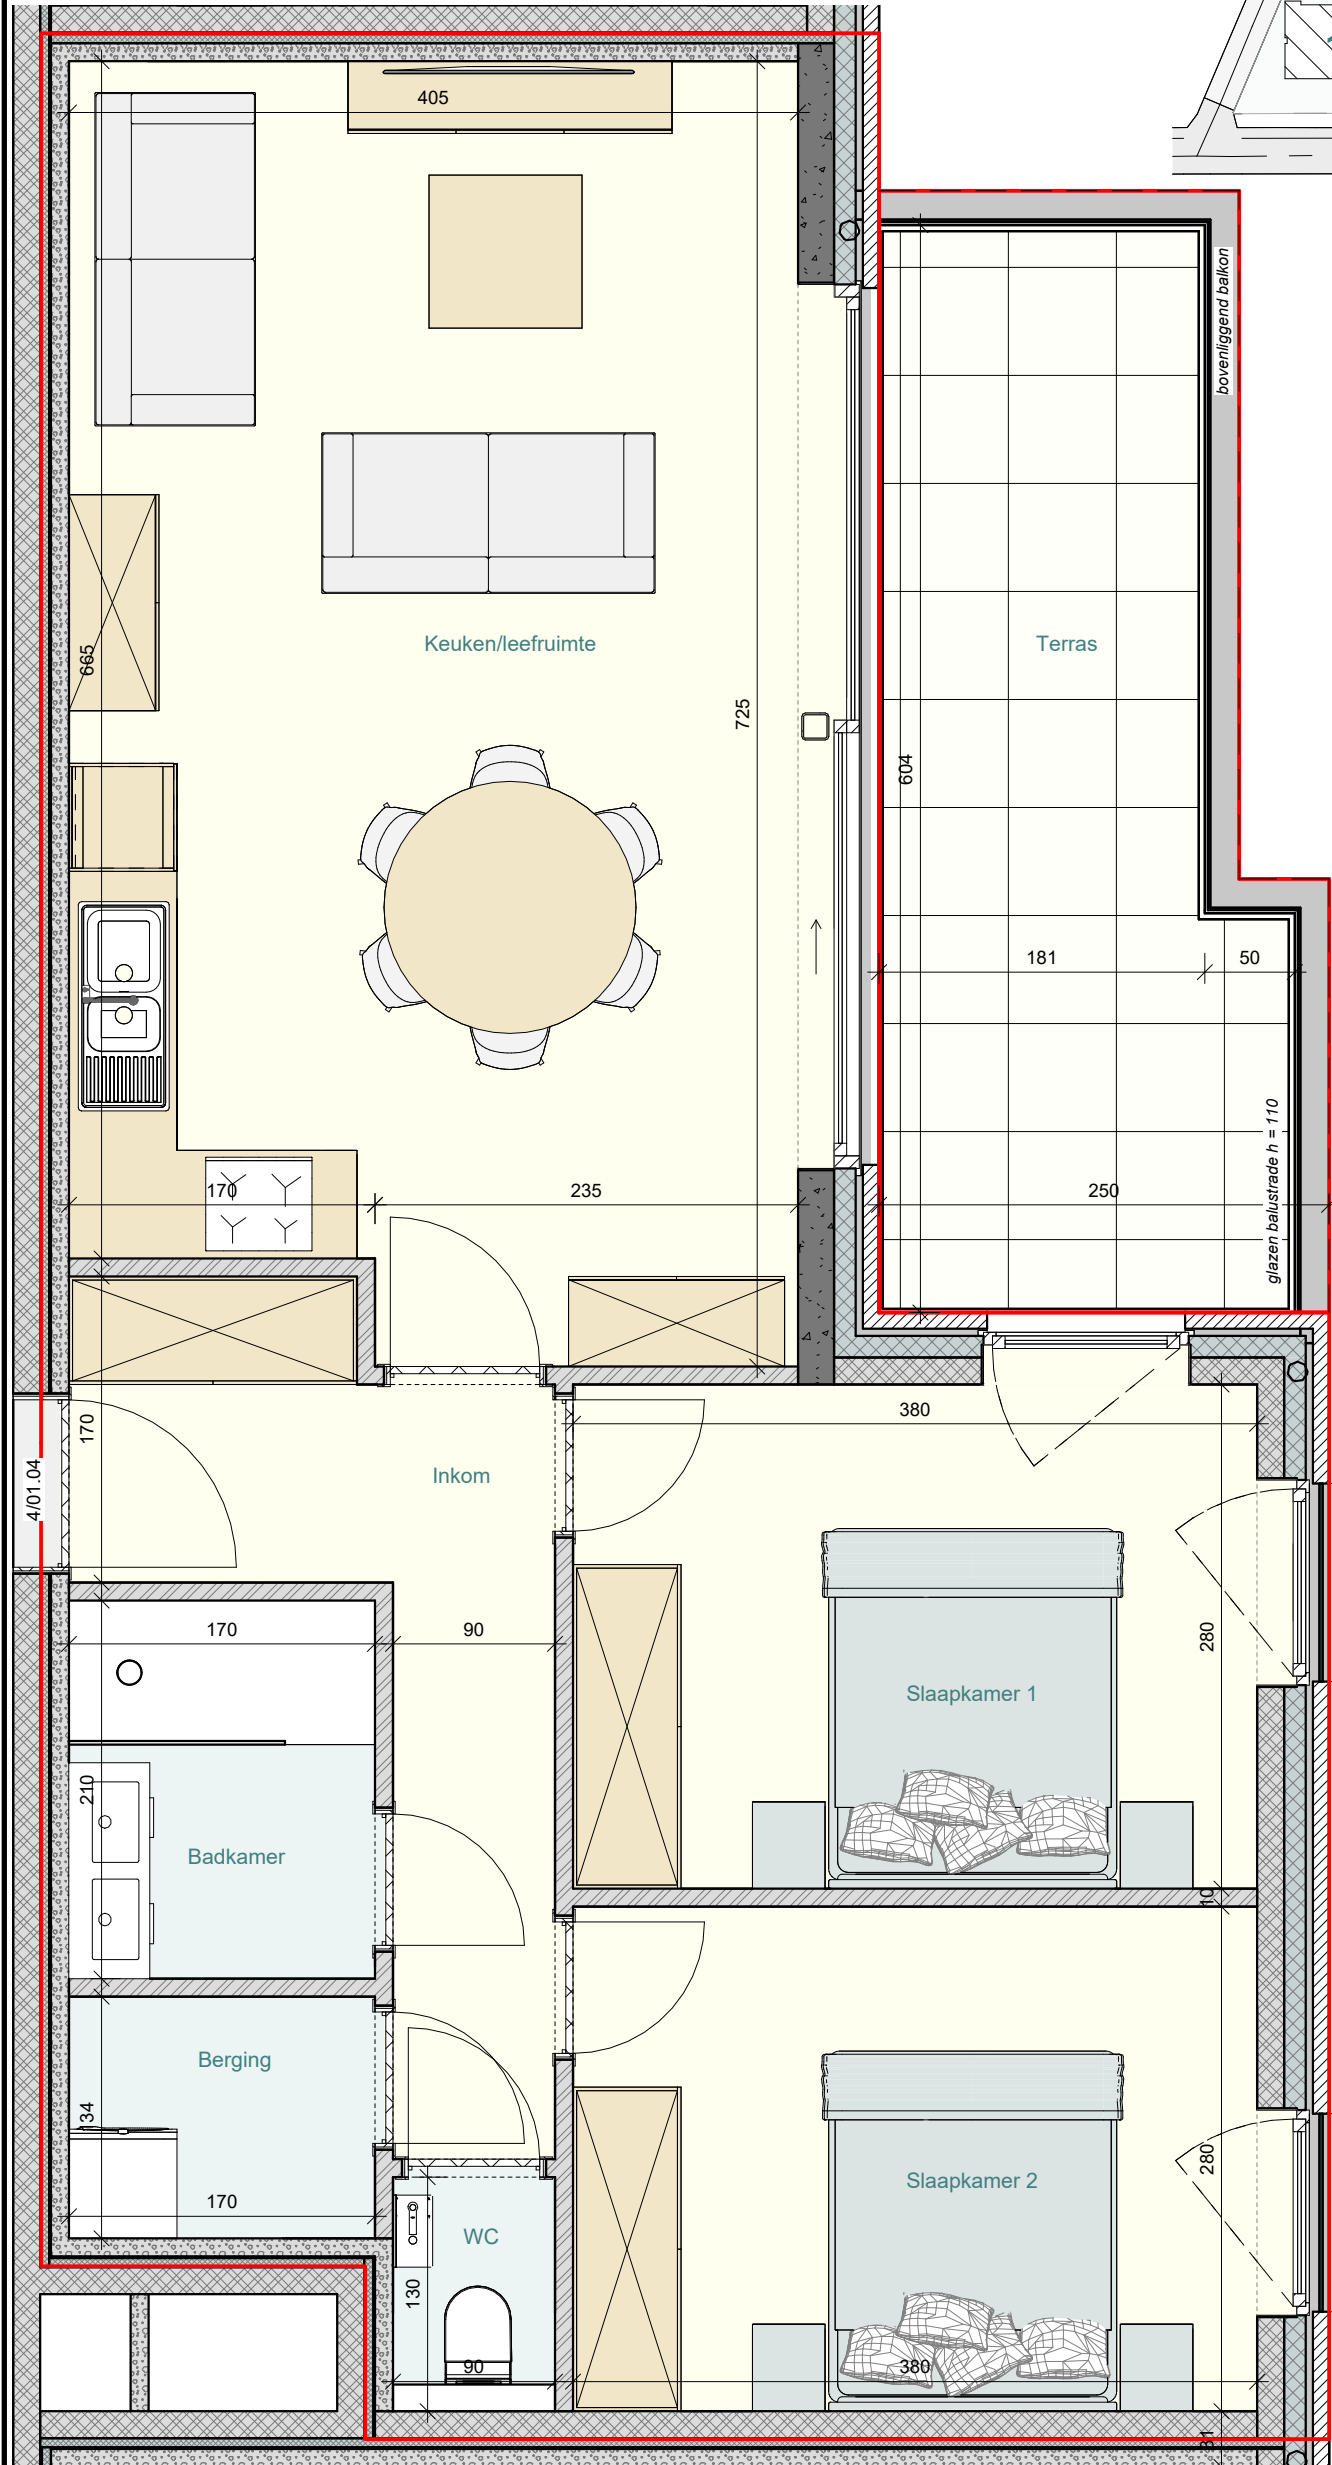 405
bovenliggend balkon
Keuken/leefruimte
Terras
665
725
604
181
50
glazen balustrade h = 110
170
235
250
170
380
4/01.04
Inkom
170
90
280
Slaapkamer 1
210
Badkamer
10
Berging
134
280
Slaapkamer 2
170
WC
130
90
380
31